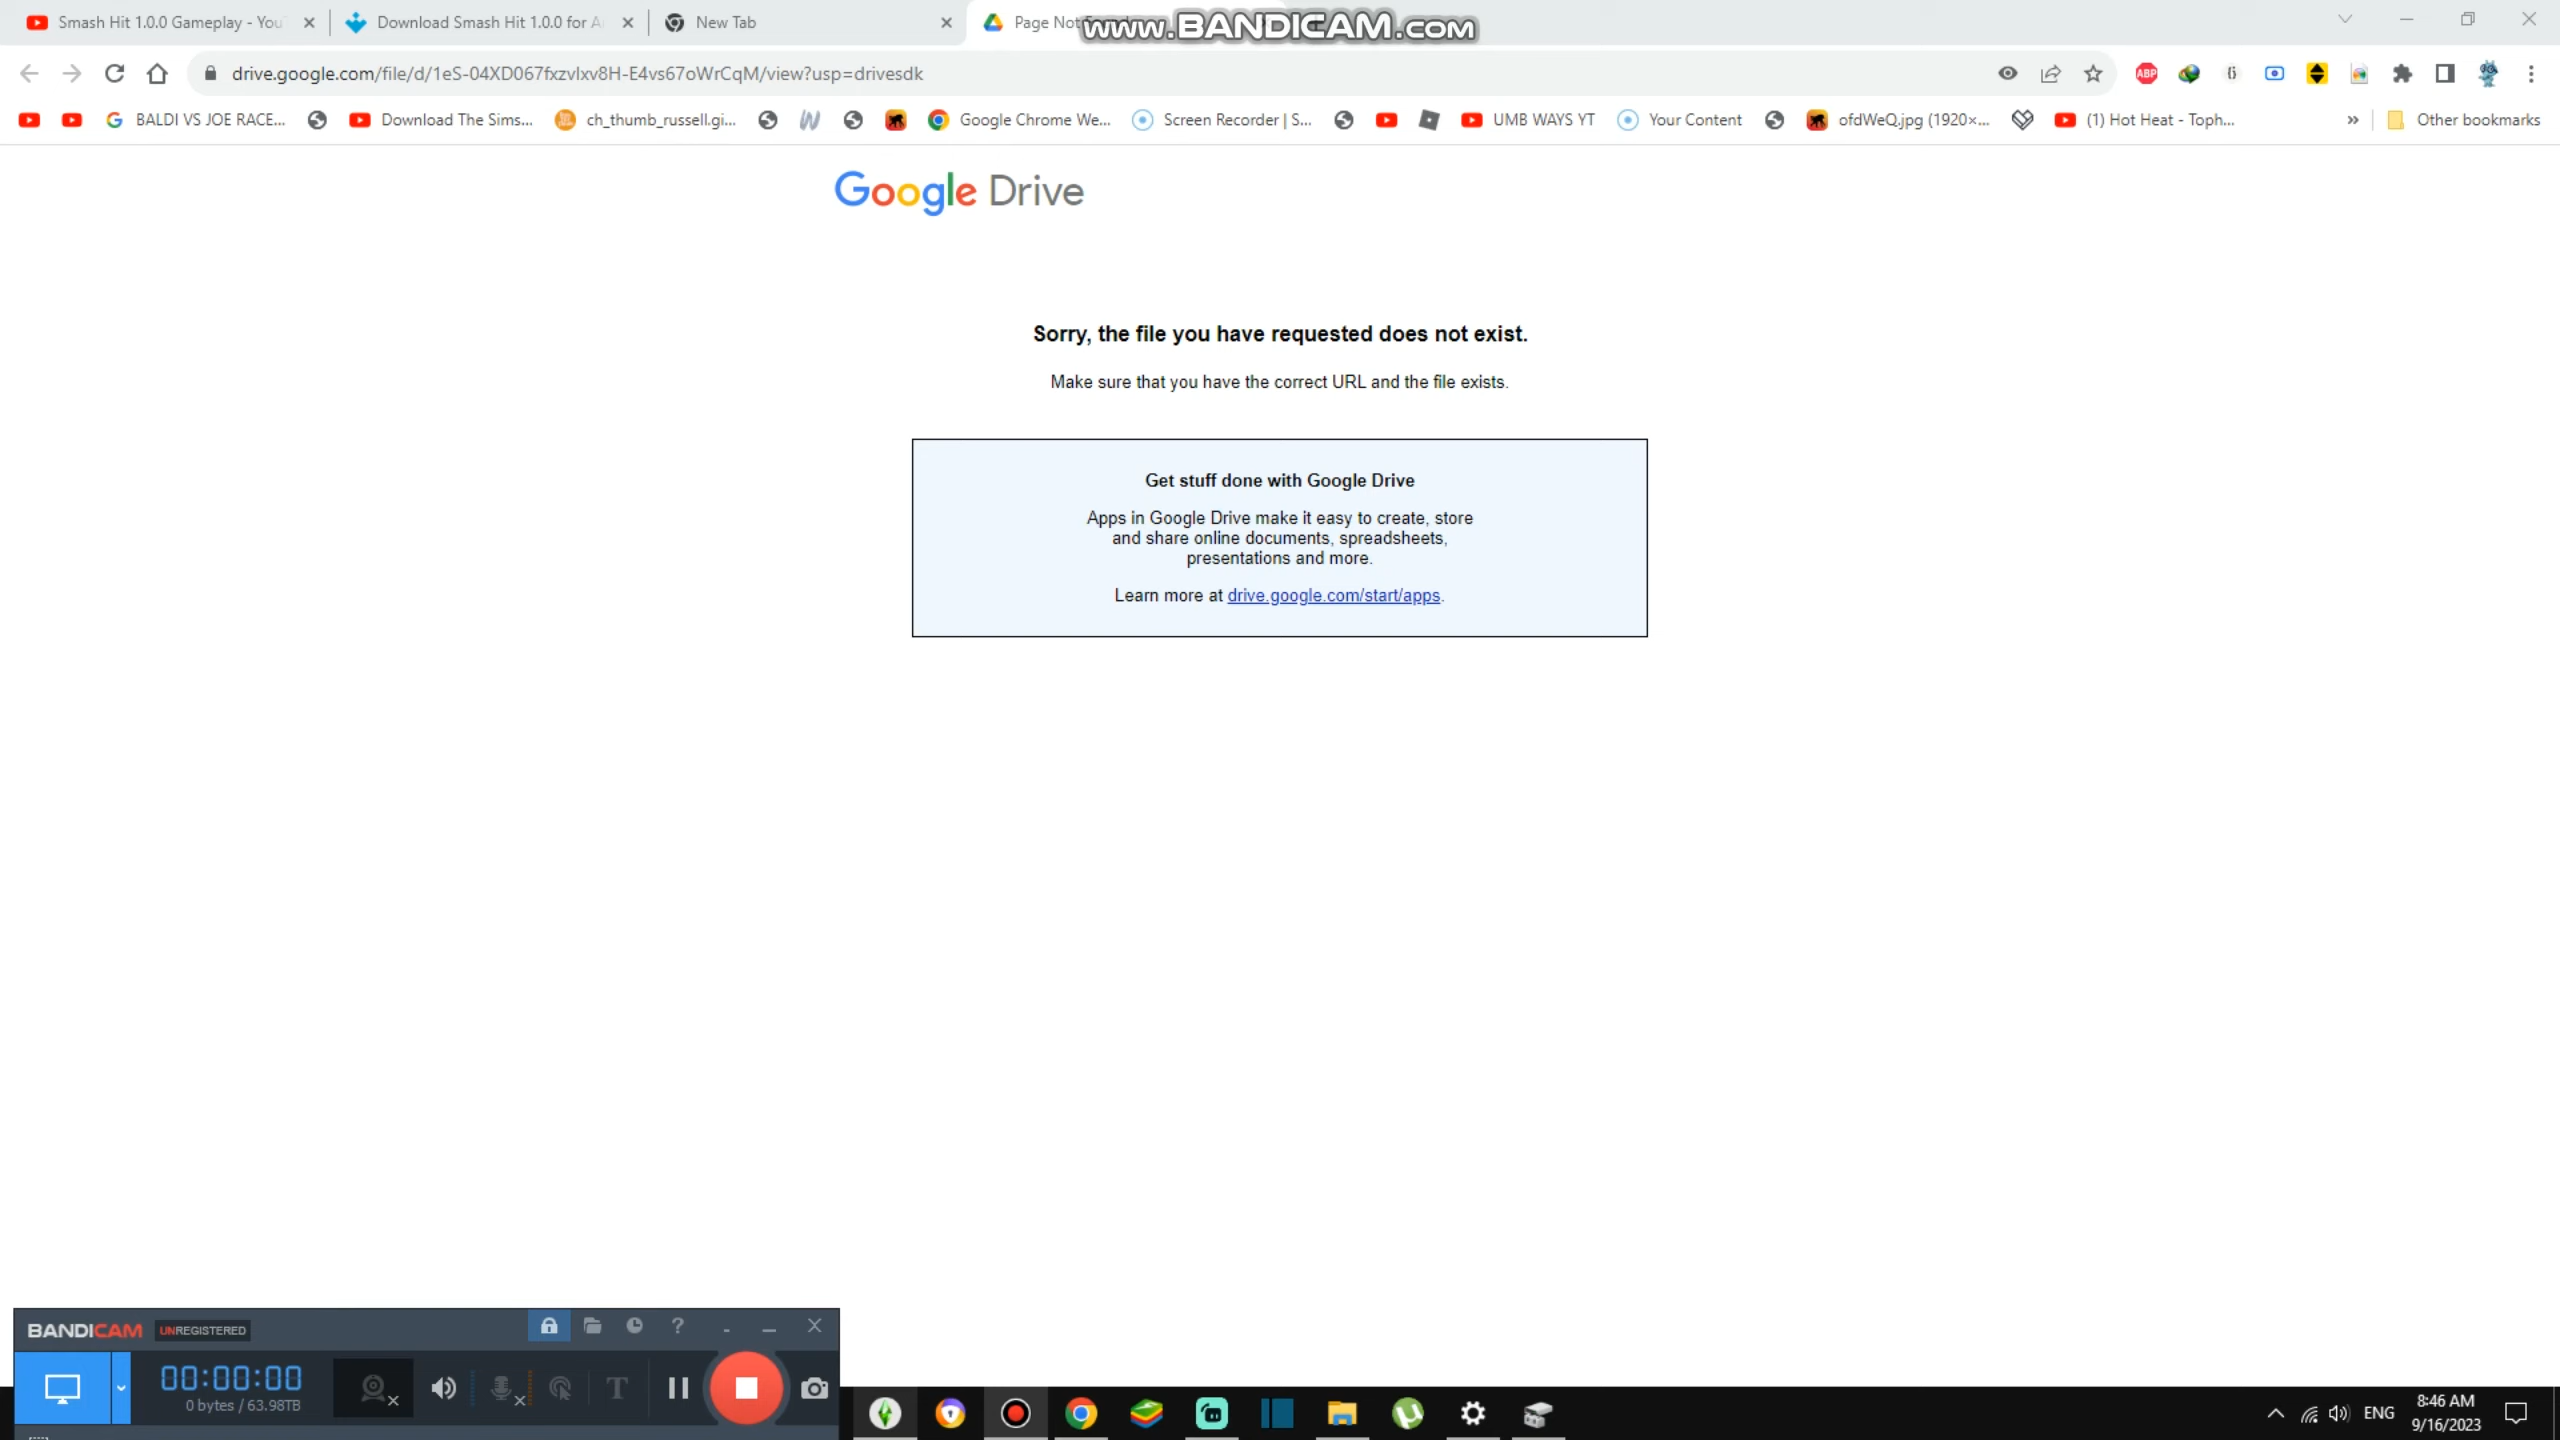 Smash Hit 1.0.0 Gameplay - You
Download Smash Hit 1.0.0 for A
New Tab
Page No
www.BANDICAM.com
drive.google.com/file/d/1eS-04XD067fxzvlxv8H-E4vs67oWrCqM/view?usp=drivesdk
ABP
BALDI VS JOE RACE...
Download The Sims...
ch_thumb_russell.gi...
Google Chrome We...
Screen Recorder | S...
UMB WAYS YT
Your Content
ofdWeQ.jpg (1920×...
(1) Hot Heat - Toph...
»
Other bookmarks
Google Drive
Sorry, the file you have requested does not exist.
Make sure that you have the correct URL and the file exists.
Get stuff done with Google Drive
Apps in Google Drive make it easy to create, store
and share online documents, spreadsheets,
presentations and more.
Learn more at drive.google.com/start/apps.
BANDICAM UNREGISTERED
00:00:00
0 bytes / 63.98TB
T
ENG
8:46 AM
9/16/2023